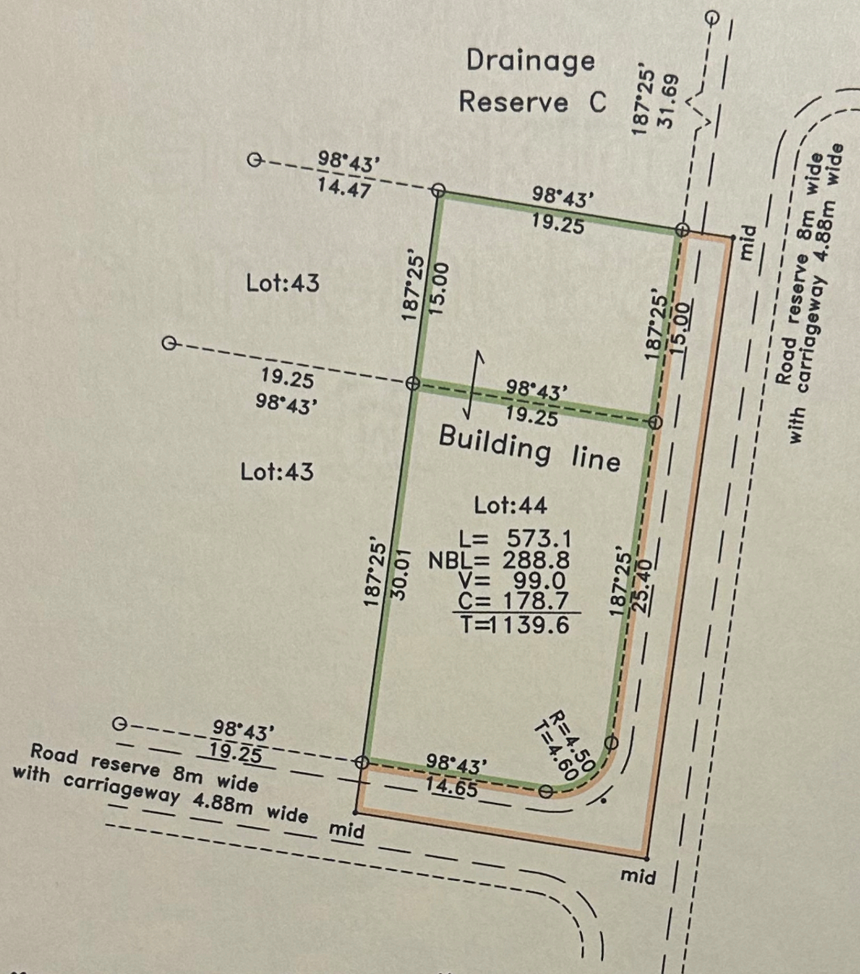 Drainage
Reserve C
187°25'
31.69
98°43'
14.47
98°43'
19.25
mid
Road reserve 8m wide
with carriageway 4.88m wide
Lot:43
187°25'
15.00
187°25'
15.00
19.25
98°43'
98°43'
19.25
Building line
Lot:43
Lot:44
L= 573.1
NBL= 288.8
V= 99.0
C= 178.7
T=1139.6
187°25'
30.01
187°25'
25.40
R=4.50
T=4.60
98°43'
19.25
98°43'
14.65
Road reserve 8m wide
with carriageway 4.88m wide
mid
mid